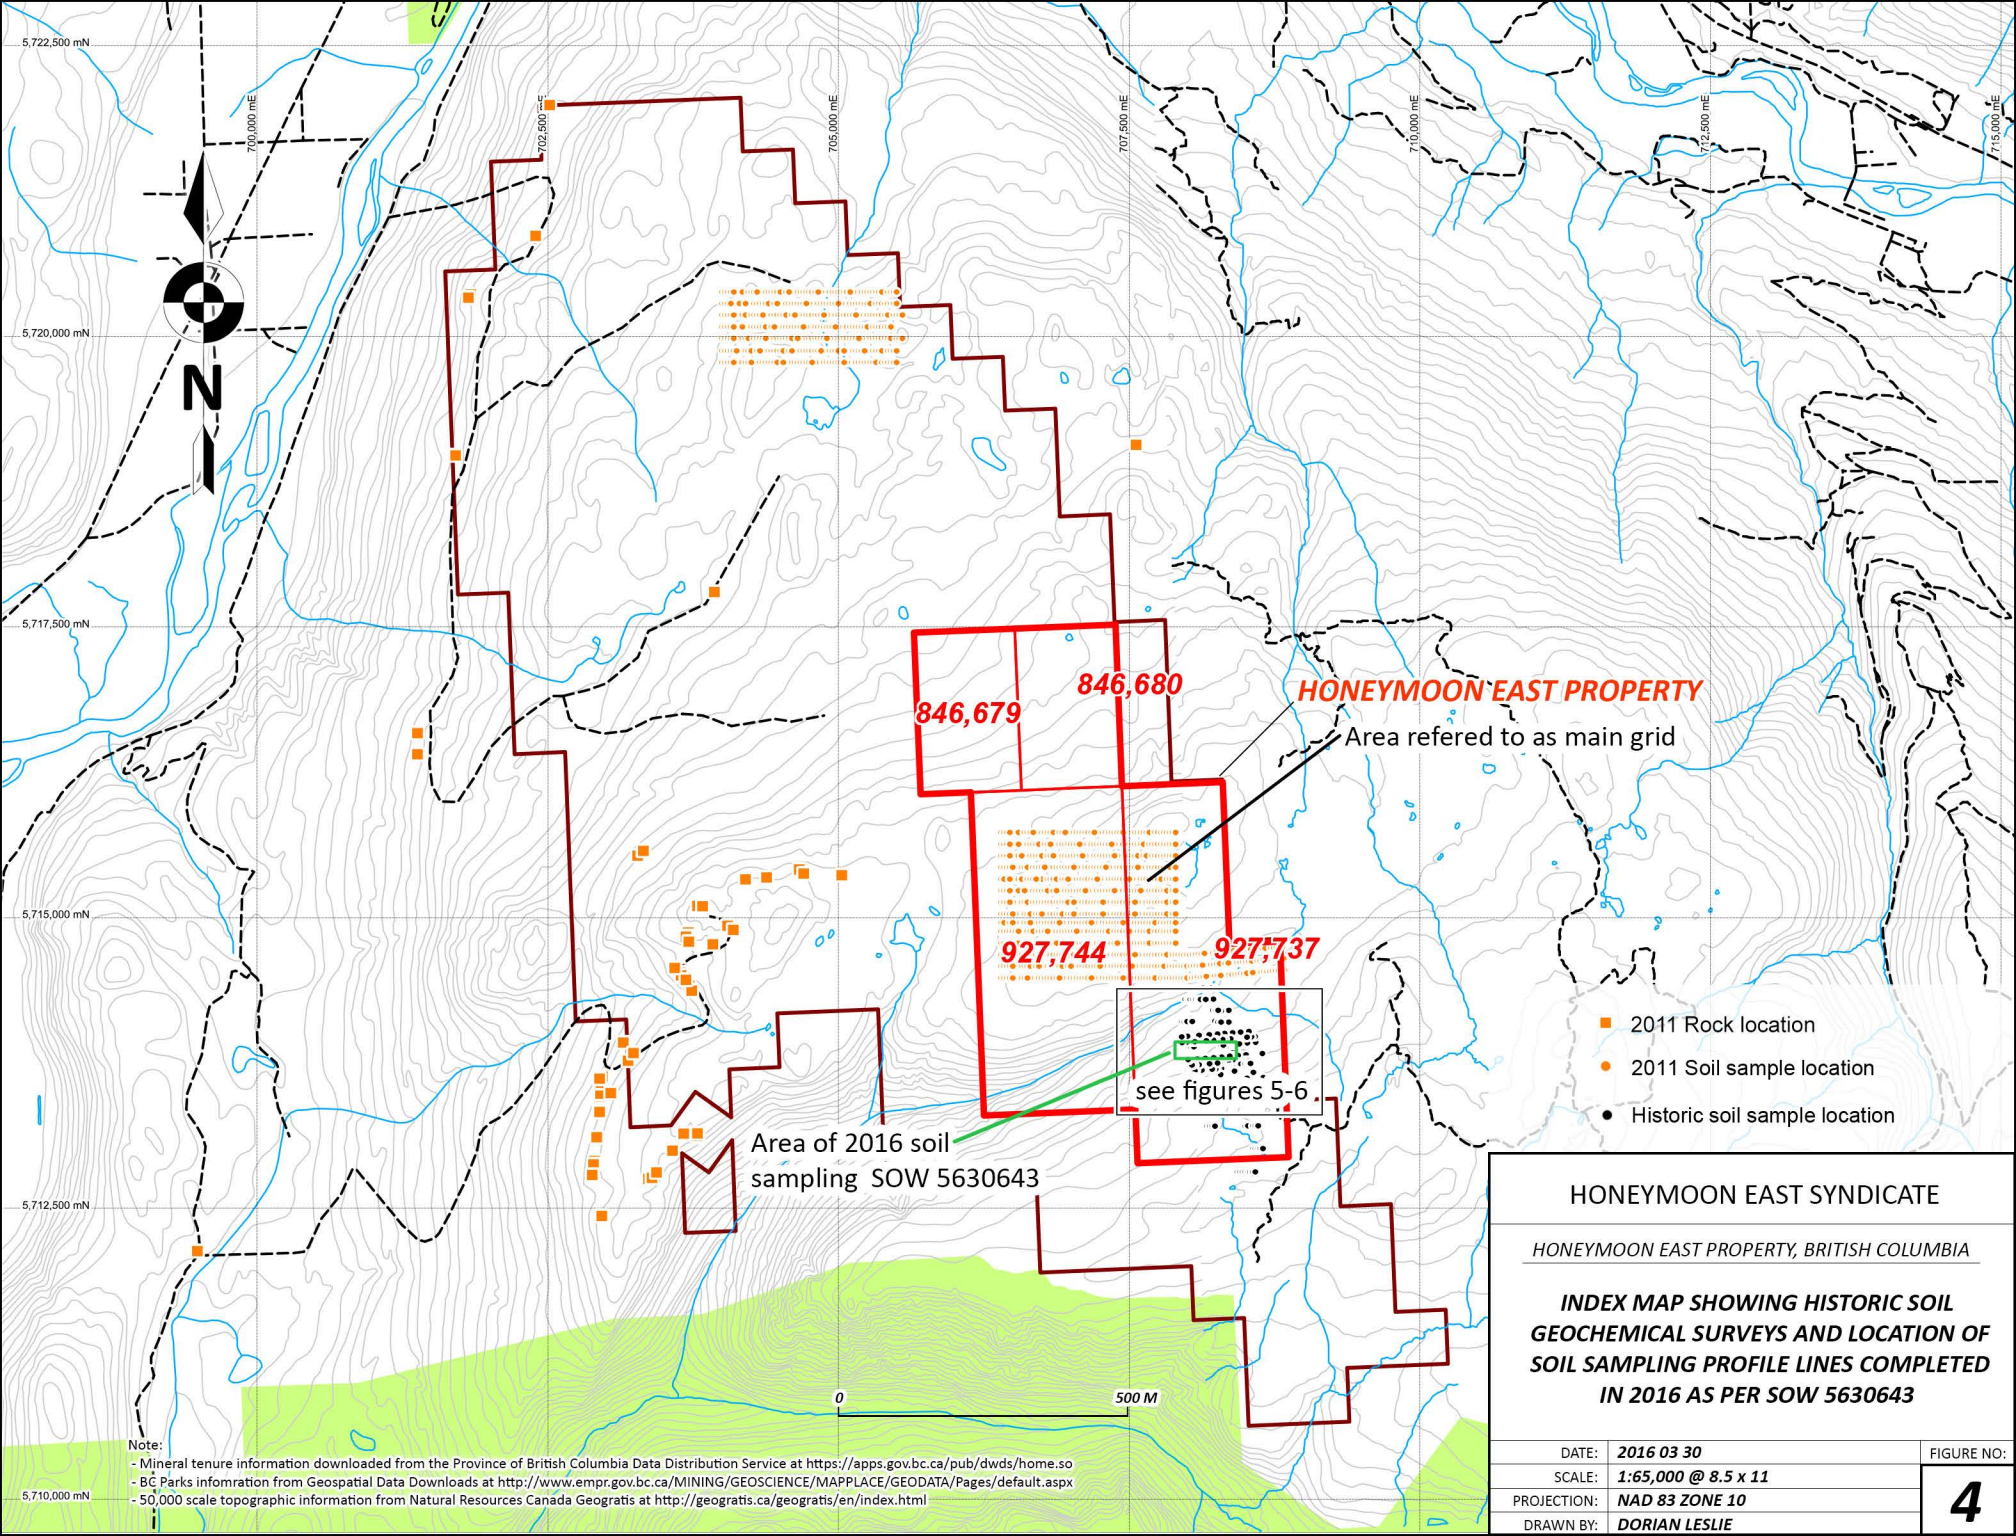 5,722,500 mN
700,000 mE
702,500 mE
705,000 mE
707,500 mE
710,000 mE
712,500 mE
715,000 mE
5,720,000 mN
N
5,717,500 mN
846,679
846,680
HONEYMOON EAST PROPERTY
Area refered to as main grid
5,715,000 mN
927,744
927,737
2011 Rock location
2011 Soil sample location
Historic soil sample location
see figures 5-6
Area of 2016 soil
sampling SOW 5630643
5,712,500 mN
HONEYMOON EAST SYNDICATE
HONEYMOON EAST PROPERTY, BRITISH COLUMBIA
INDEX MAP SHOWING HISTORIC SOIL
GEOCHEMICAL SURVEYS AND LOCATION OF
SOIL SAMPLING PROFILE LINES COMPLETED
IN 2016 AS PER SOW 5630643
0 500 M
Note:
- Mineral tenure information downloaded from the Province of British Columbia Data Distribution Service at https://apps.gov.bc.ca/pub/dwds/home.so
- BC Parks infomration from Geospatial Data Downloads at http://www.empr.gov.bc.ca/MINING/GEOSCIENCE/MAPPLACE/GEODATA/Pages/default.aspx
- 50,000 scale topographic information from Natural Resources Canada Geogratis at http://geogratis.ca/geogratis/en/index.html
5,710,000 mN
DATE: 2016 03 30
SCALE: 1:65,000 @ 8.5 x 11
PROJECTION: NAD 83 ZONE 10
DRAWN BY: DORIAN LESLIE
FIGURE NO:
4